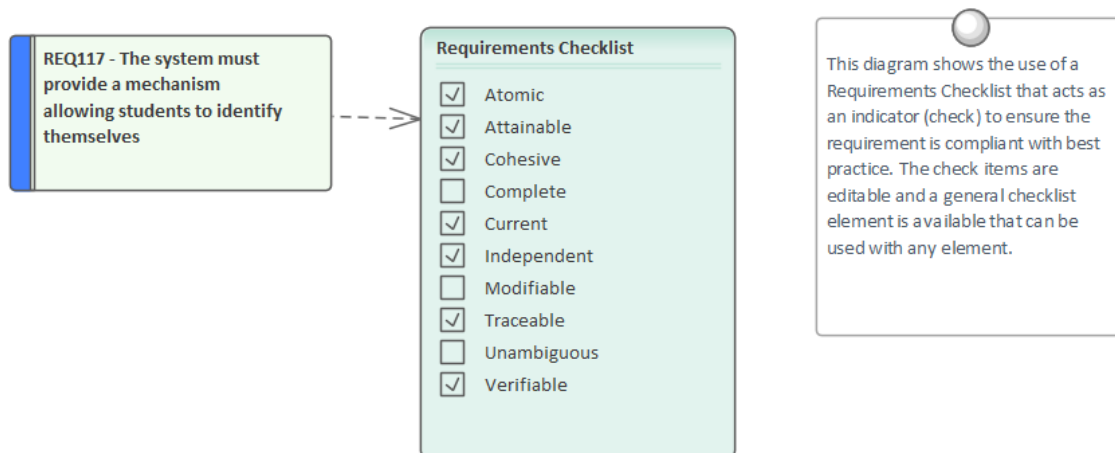 REQ117 - The system must
provide a mechanism
allowing students to identify
themselves
Requirements Checklist
Atomic
Attainable
Cohesive
Complete
Current
Independent
Modifiable
Traceable
Unambiguous
Verifiable
This diagram shows the use of a
Requirements Checklist that acts as
an indicator (check) to ensure the
requirement is compliant with best
practice. The check items are
editable and a general checklist
element is available that can be
used with any element.